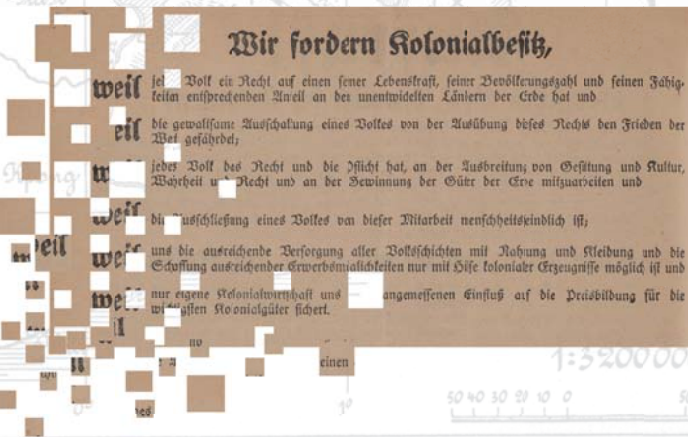 Wir fordern Kolonialbesitz,
weil Volk ein Recht auf einen seiner Lebenskraft, seiner Bevölkerungszahl und seinen Fähig-
keiten entsprechenden Anteil an den unentwickelten Ländern der Erde hat und
eil die gewaltsame Ausschaltung eines Volkes von der Ausübung dieses Rechts den Frieden der
Welt gefährdet;
jedes Volk das Recht und die Pflicht hat, an der Ausbreitung von Gesittung und Kultur,
Wahrheit u Recht und an der Gewinnung der Güter der Erde mitzuarbeiten und
weil die Ausschließung eines Volkes von dieser Mitarbeit menschheitsfeindlich ist;
eil weil uns die ausreichende Versorgung aller Volksschichten mit Nahrung und Kleidung und die
Schaffung ausreichender Erwerbsmöglichkeiten nur mit Hilfe kolonialer Erzeugnisse möglich ist und
weil nur eigene Kolonialwirtschaft uns angemessenen Einfluß auf die Preisbildung für die
wichtigsten Kolonialgüter sichert.
einen
1:3200000
50 40 30 20 10 0 50
0° 1°